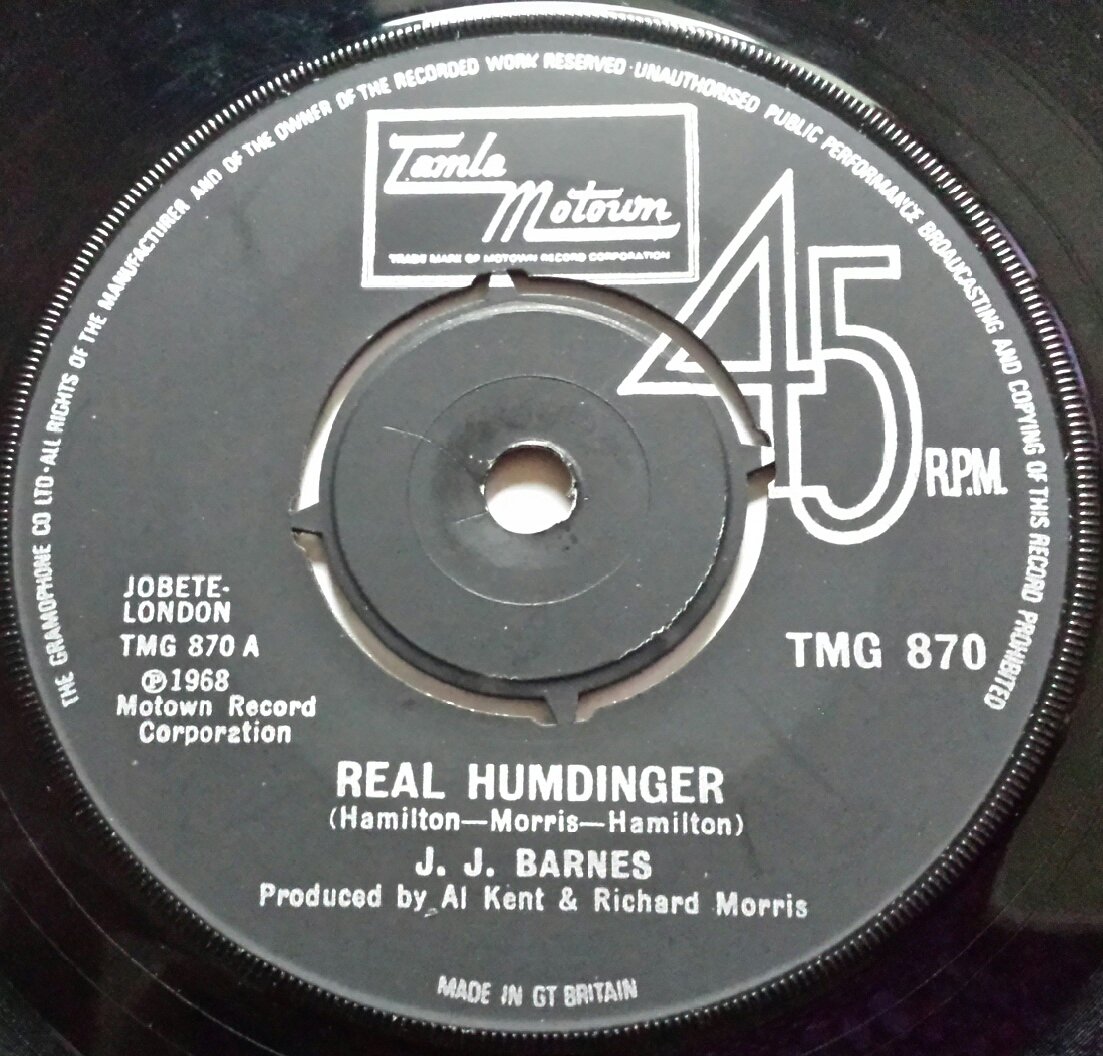 THE GRAMOPHONE CO LTD · ALL RIGHTS OF THE MANUFACTURER AND OF THE OWNER OF THE RECORDED WORK RESERVED · UNAUTHORISED PUBLIC PERFORMANCE BROADCASTING AND COPYING OF THIS RECORD PROHIBITED
Tamla
Motown
TRADE MARK OF MOTOWN RECORD CORPORATION
45
R.P.M.
JOBETE-
LONDON
TMG 870 A
℗1968
Motown Record
Corporation
TMG 870
REAL HUMDINGER
(Hamilton—Morris—Hamilton)
J. J. BARNES
Produced by Al Kent & Richard Morris
MADE IN GT BRITAIN